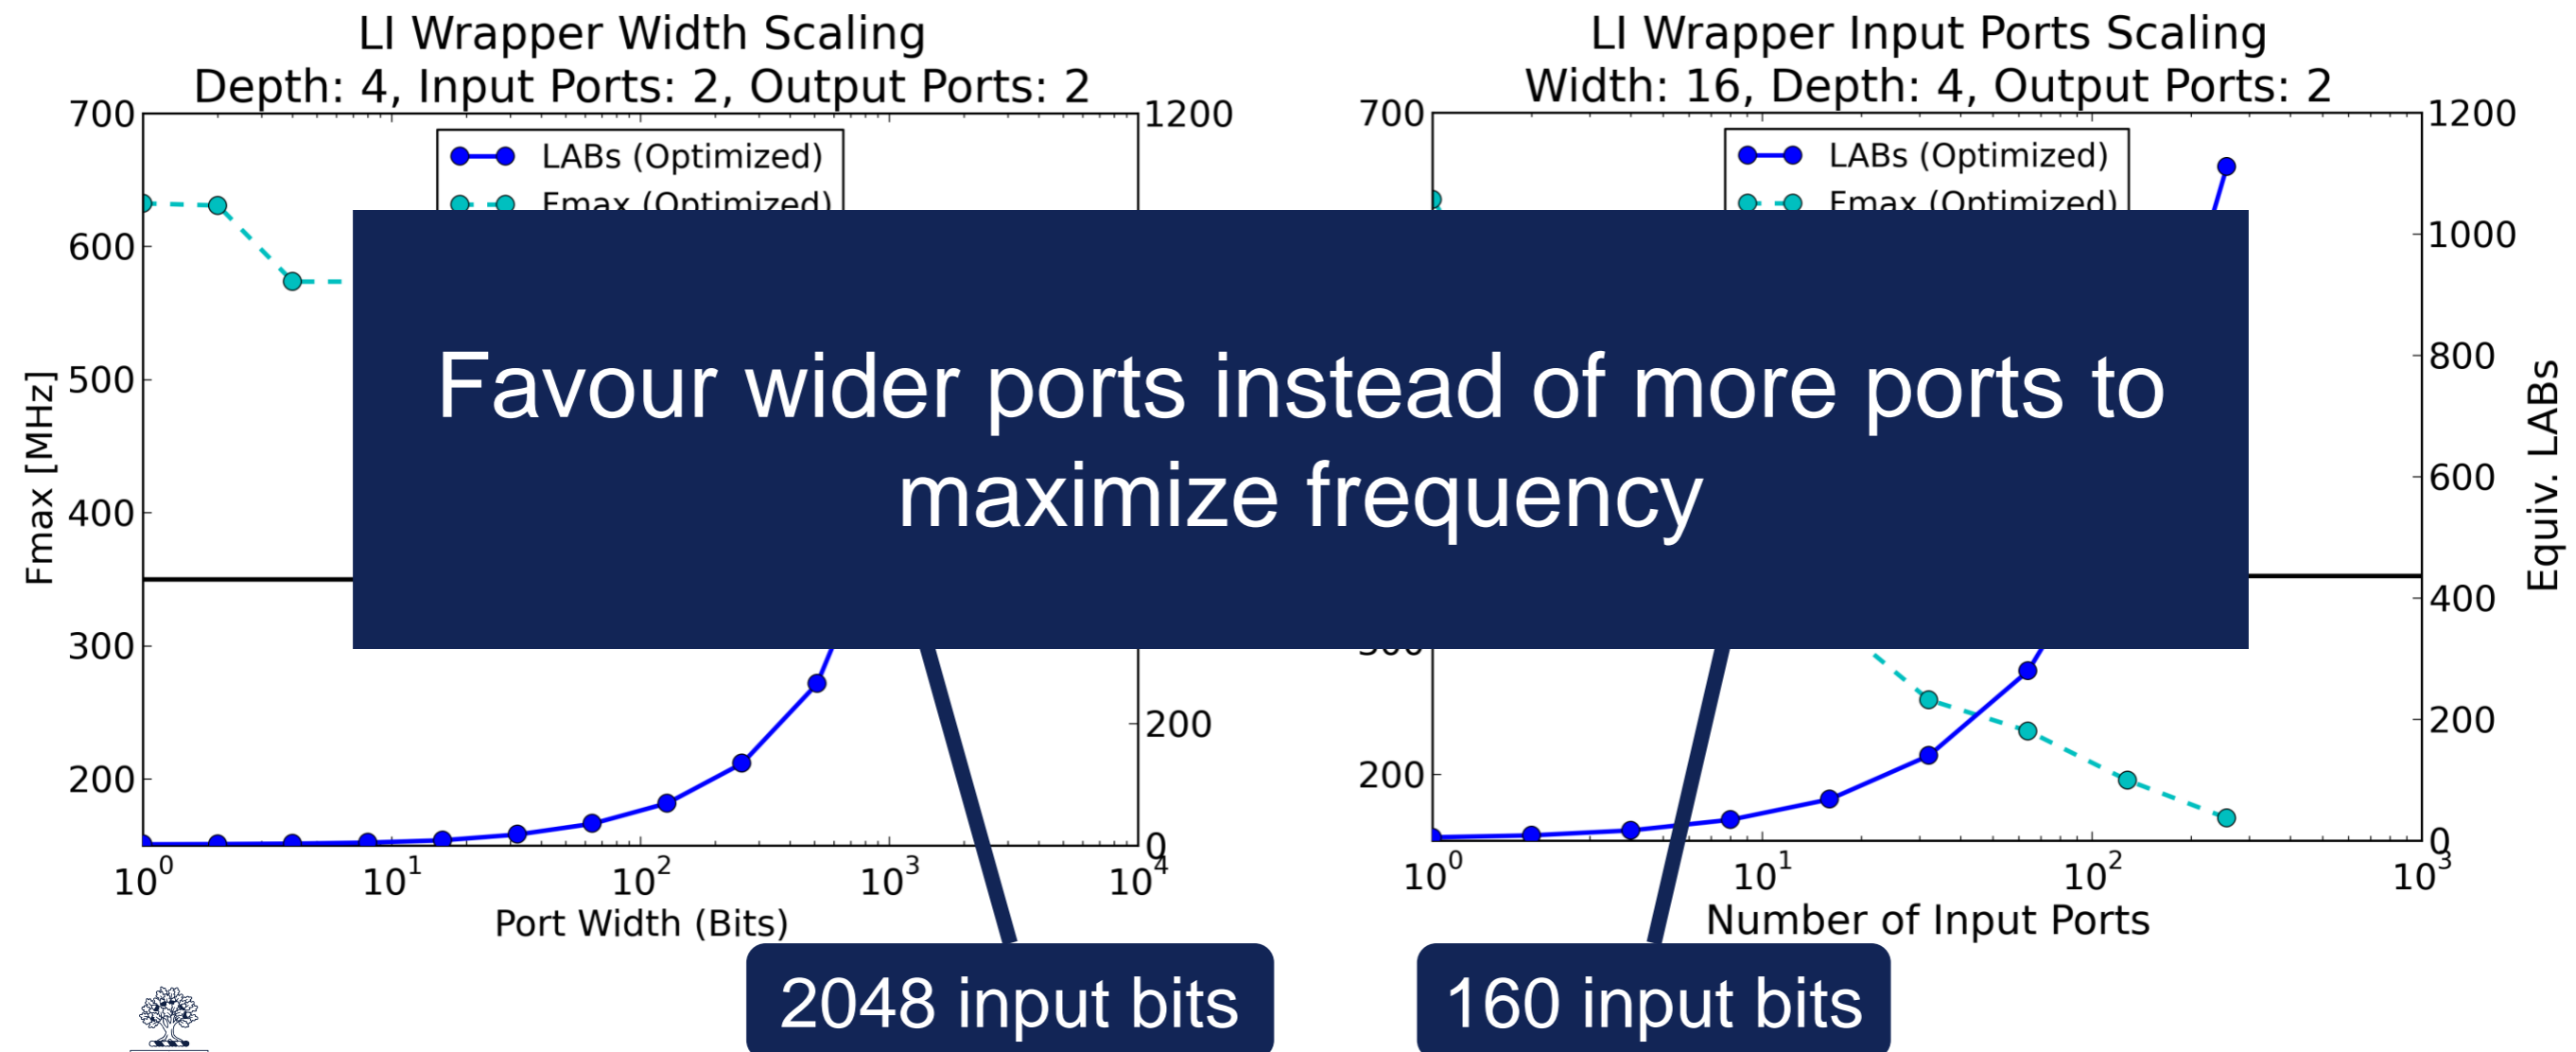 LI Wrapper Width Scaling
Depth: 4, Input Ports: 2, Output Ports: 2
700
600
500
400
300
200
Fmax [MHz]
1200
200
0
LABs (Optimized)
Fmax (Optimized)
10^0
10^1
10^2
10^3
10^4
Port Width (Bits)
LI Wrapper Input Ports Scaling
Width: 16, Depth: 4, Output Ports: 2
700
200
1200
1000
800
600
400
200
0
Equiv. LABs
LABs (Optimized)
Fmax (Optimized)
10^0
10^1
10^2
10^3
Number of Input Ports
Favour wider ports instead of more ports to
maximize frequency
2048 input bits
160 input bits